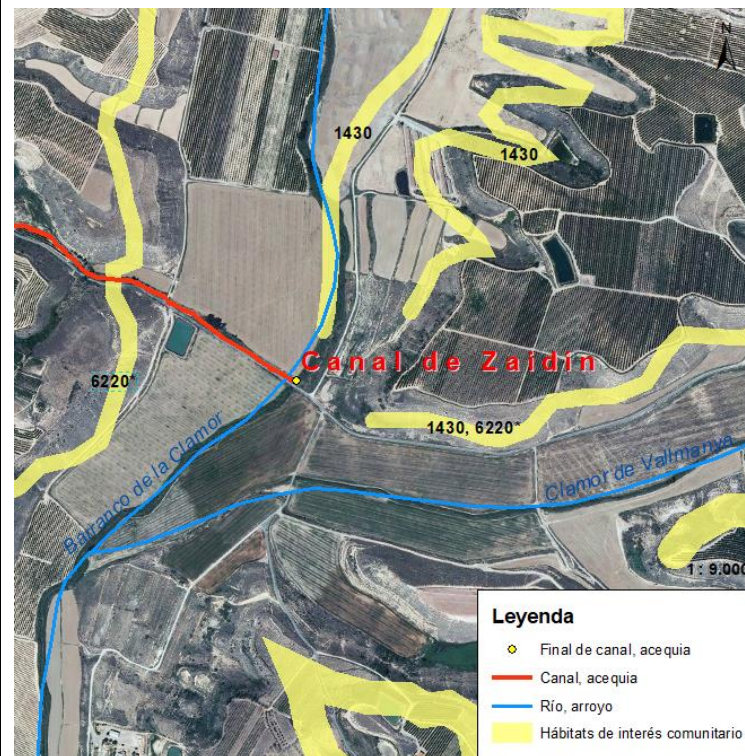 N
1430
1430
Canal de Zaidín
6220*
1430, 6220*
Barranco de la Clamor
Clamor de Vallmanya
1 : 9.000
Leyenda
Final de canal, acequia
Canal, acequia
Río, arroyo
Hábitats de interés comunitario